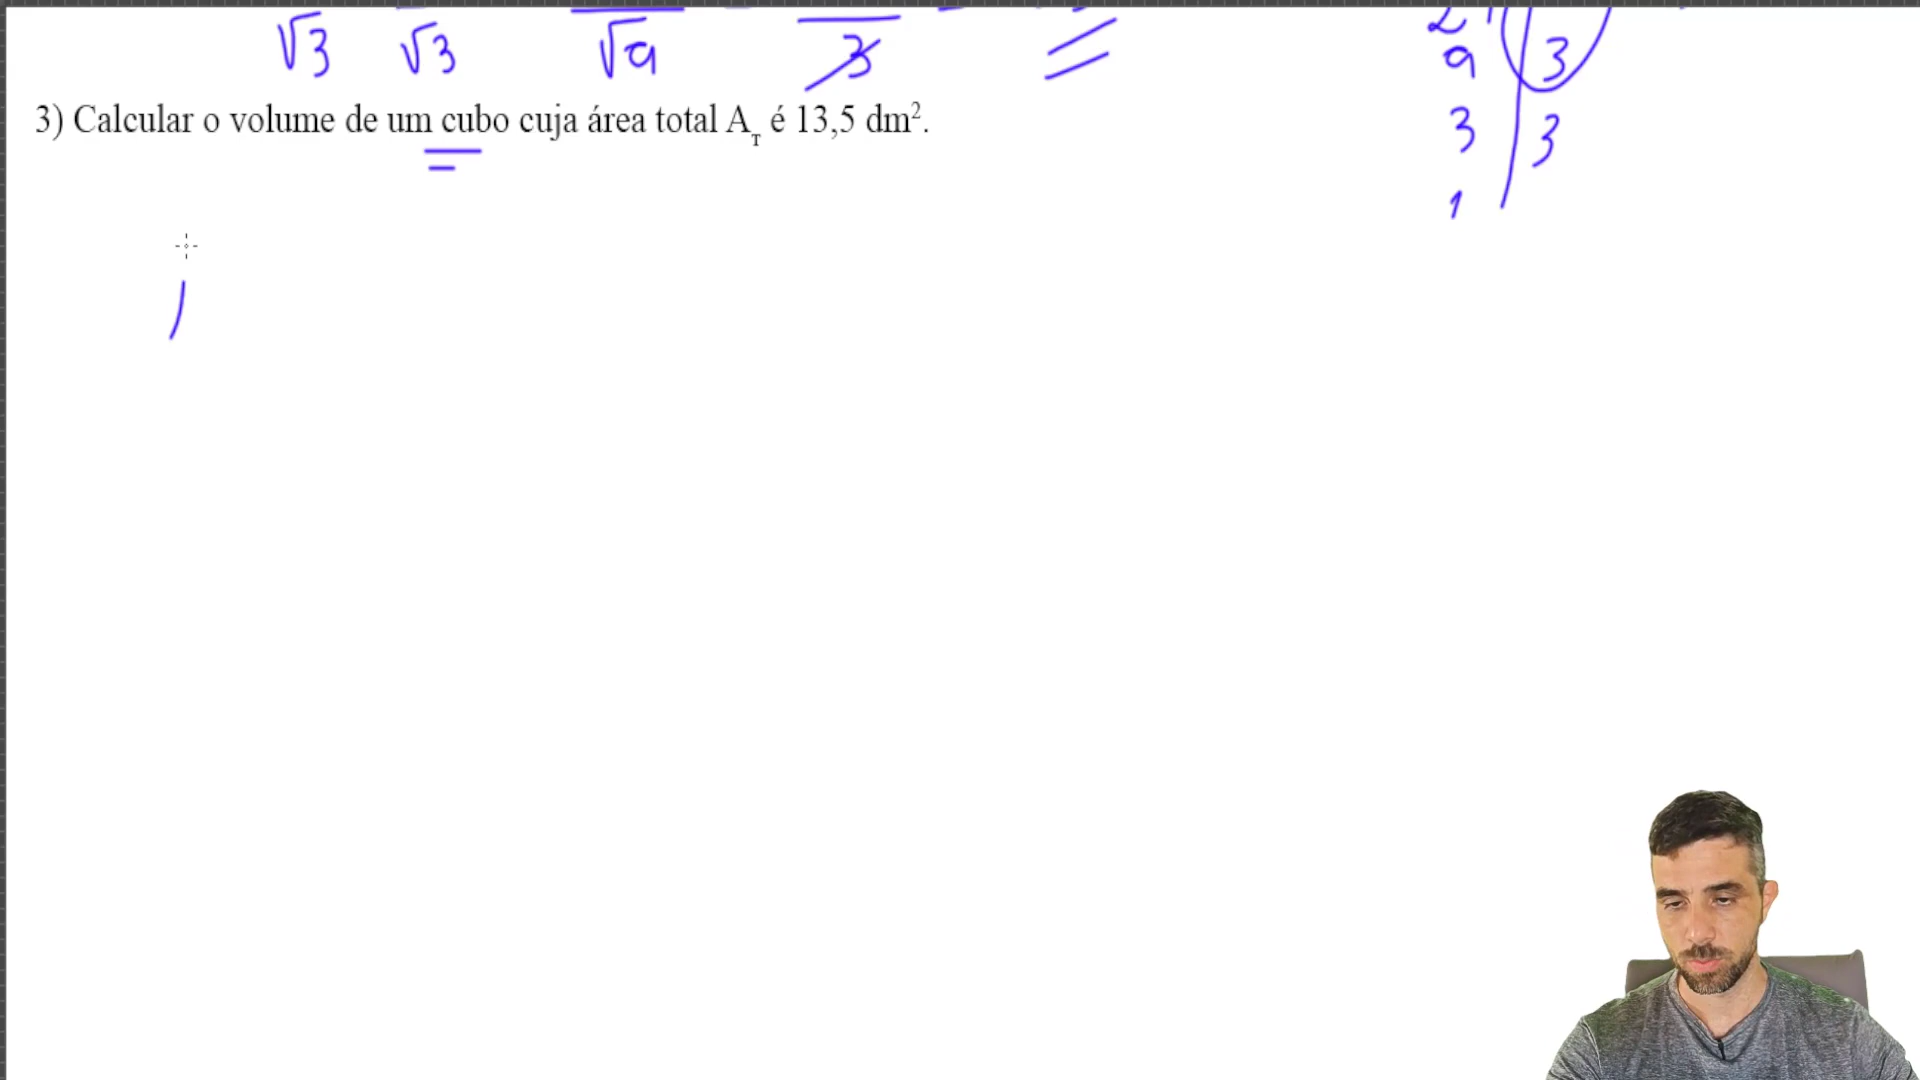 √3 √3 √9 3
2
9 3
3) Calcular o volume de um cubo cuja área total A_T é 13,5 dm².
3 3
1